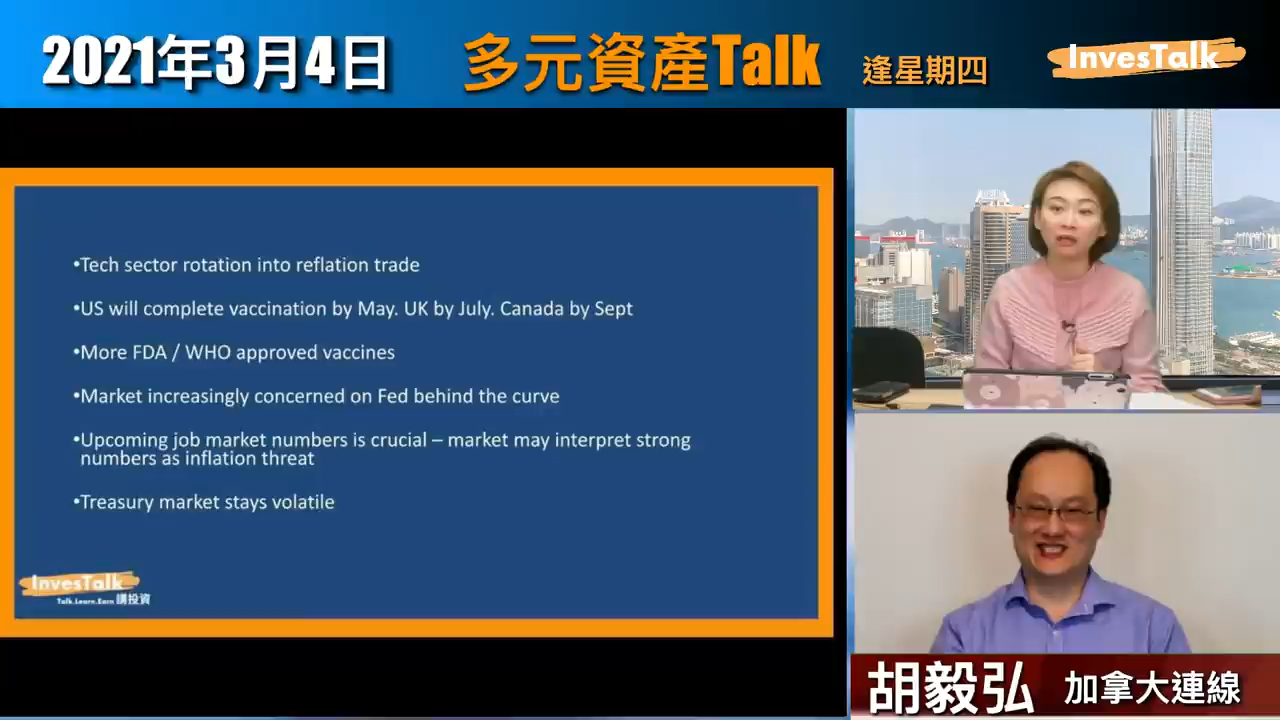 2021年3月4日
多元資產Talk
逢星期四
InvesTalk
•Tech sector rotation into reflation trade
•US will complete vaccination by May. UK by July. Canada by Sept
•More FDA / WHO approved vaccines
•Market increasingly concerned on Fed behind the curve
•Upcoming job market numbers is crucial – market may interpret strong
numbers as inflation threat
•Treasury market stays volatile
InvesTalk
Talk.Learn.Earn 講投資
胡毅弘
加拿大連線